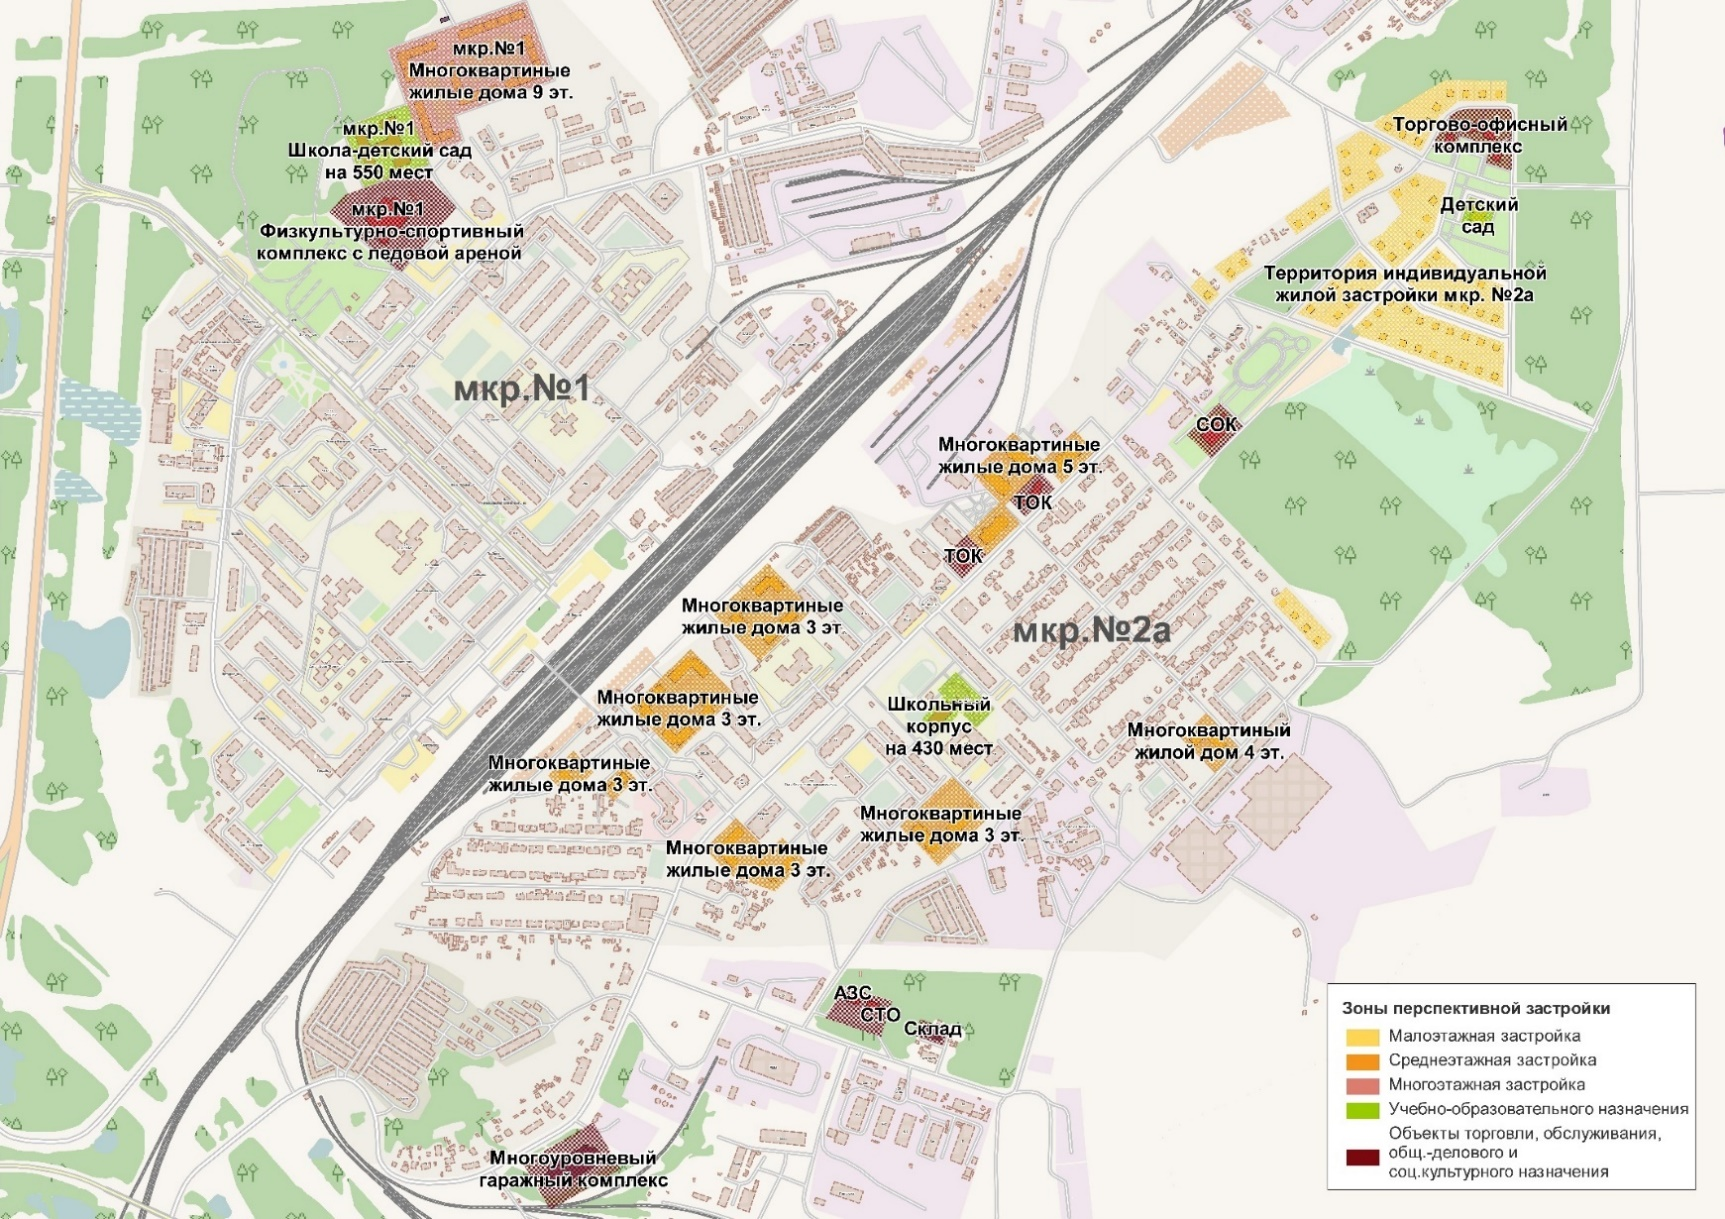 мкр.№1
Многоквартиные
жилые дома 9 эт.
мкр.№1
Школа-детский сад
на 550 мест
мкр.№1
Физкультурно-спортивный
комплекс с ледовой ареной
Торгово-офисный
комплекс
Детский
сад
Территория индивидуальной
жилой застройки мкр. №2а
мкр.№1
СОК
Многоквартиные
жилые дома 5 эт.
ТОК
ТОК
Многоквартиные
жилые дома 3 эт.
мкр.№2а
Многоквартиные
жилые дома 3 эт.
Школьный
корпус
на 430 мест
Многоквартиный
жилой дом 4 эт.
Многоквартиные
жилые дома 3 эт.
Многоквартиные
жилые дома 3 эт.
Многоквартиные
жилые дома 3 эт.
АЗС
СТО
Склад
Многоуровневый
гаражный комплекс
Зоны перспективной застройки
Малоэтажная застройка
Среднеэтажная застройка
Многоэтажная застройка
Учебно-образовательного назначения
Объекты торговли, обслуживания,
общ.-делового и
соц.культурного назначения